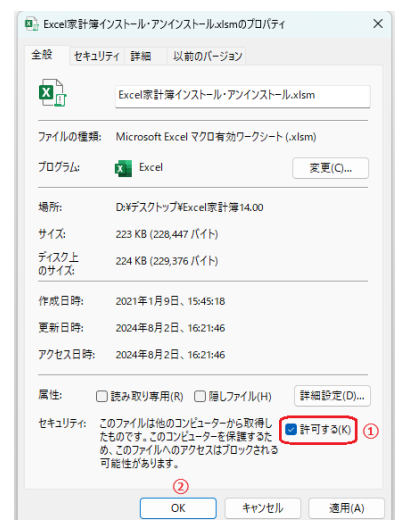 Excel家計簿インストール・アンインストール.xlsmのプロパティ
全般 セキュリティ 詳細 以前のバージョン
Excel家計簿インストール・アンインストール.xlsm
ファイルの種類: Microsoft Excel マクロ有効ワークシート (.xlsm)
プログラム: Excel 変更(C)...
場所: D:¥デスクトップ¥Excel家計簿14.00
サイズ: 223 KB (228,447 バイト)
ディスク上
のサイズ: 224 KB (229,376 バイト)
作成日時: 2021年1月9日、15:45:18
更新日時: 2024年8月2日、16:21:46
アクセス日時: 2024年8月2日、16:21:46
属性: 読み取り専用(R) 隠しファイル(H) 詳細設定(D)...
セキュリティ: このファイルは他のコンピューターから取得し
たものです。このコンピューターを保護するた
め、このファイルへのアクセスはブロックされる
可能性があります。
許可する(K) ①
②
OK キャンセル 適用(A)